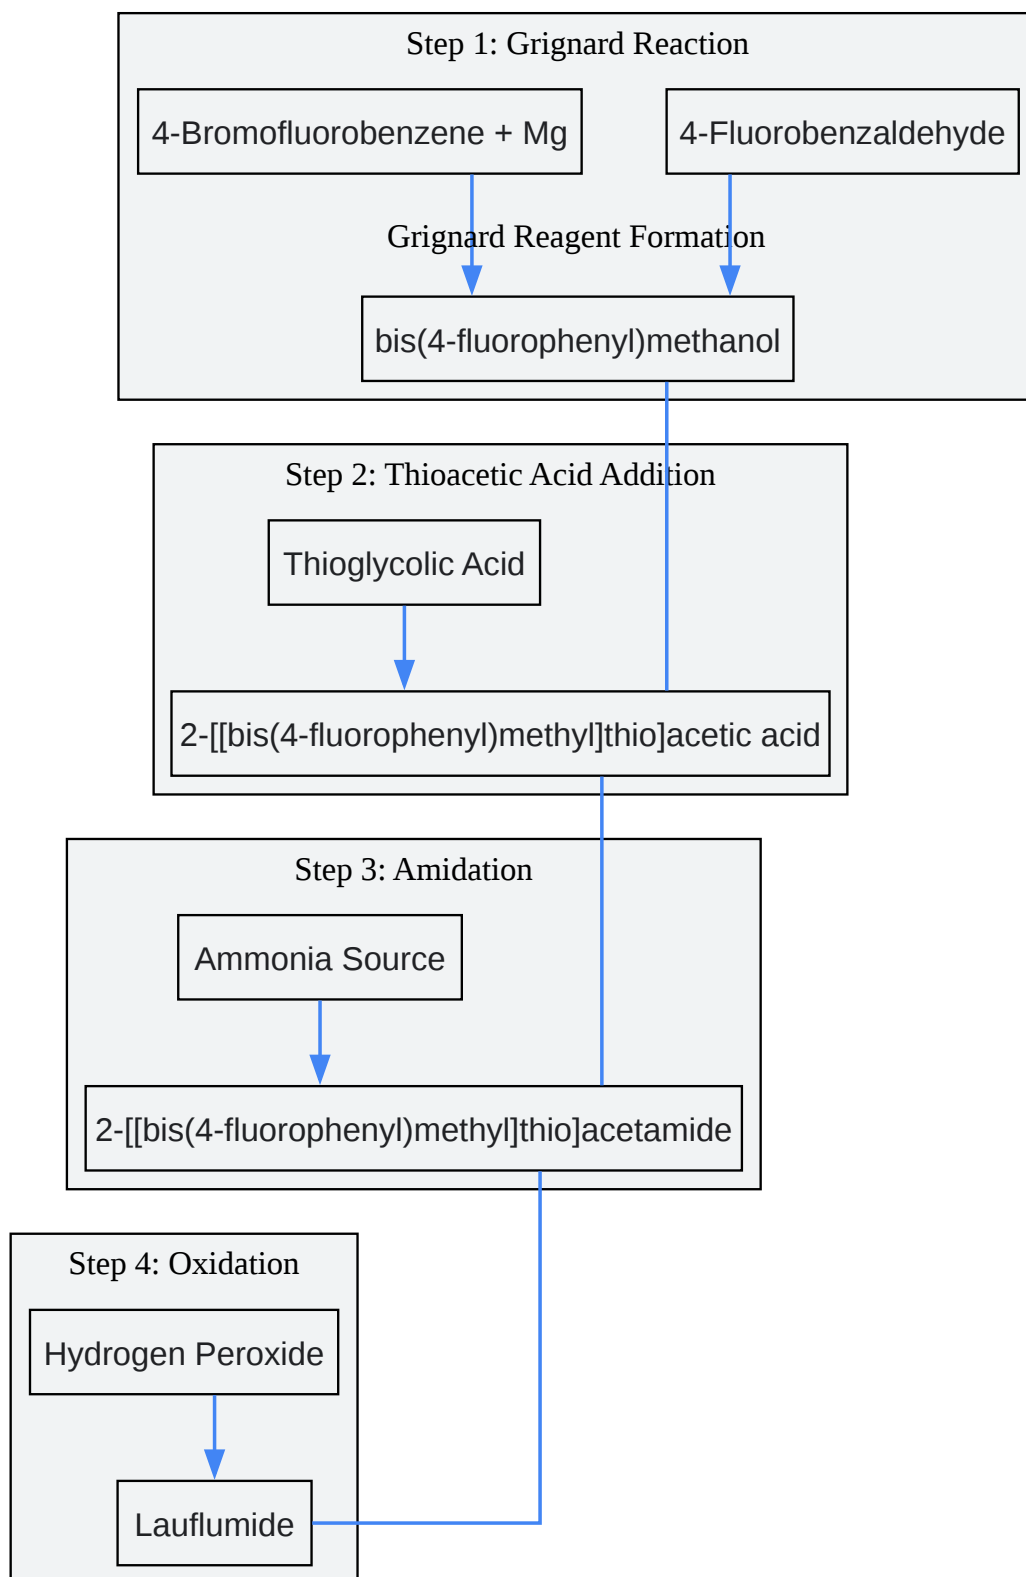 Step 1: Grignard Reaction
4-Bromofluorobenzene + Mg
4-Fluorobenzaldehyde
Grignard Reagent Formation
bis(4-fluorophenyl)methanol
Step 2: Thioacetic Acid Addition
Thioglycolic Acid
2-[[bis(4-fluorophenyl)methyl]thio]acetic acid
Step 3: Amidation
Ammonia Source
2-[[bis(4-fluorophenyl)methyl]thio]acetamide
Step 4: Oxidation
Hydrogen Peroxide
Lauflumide